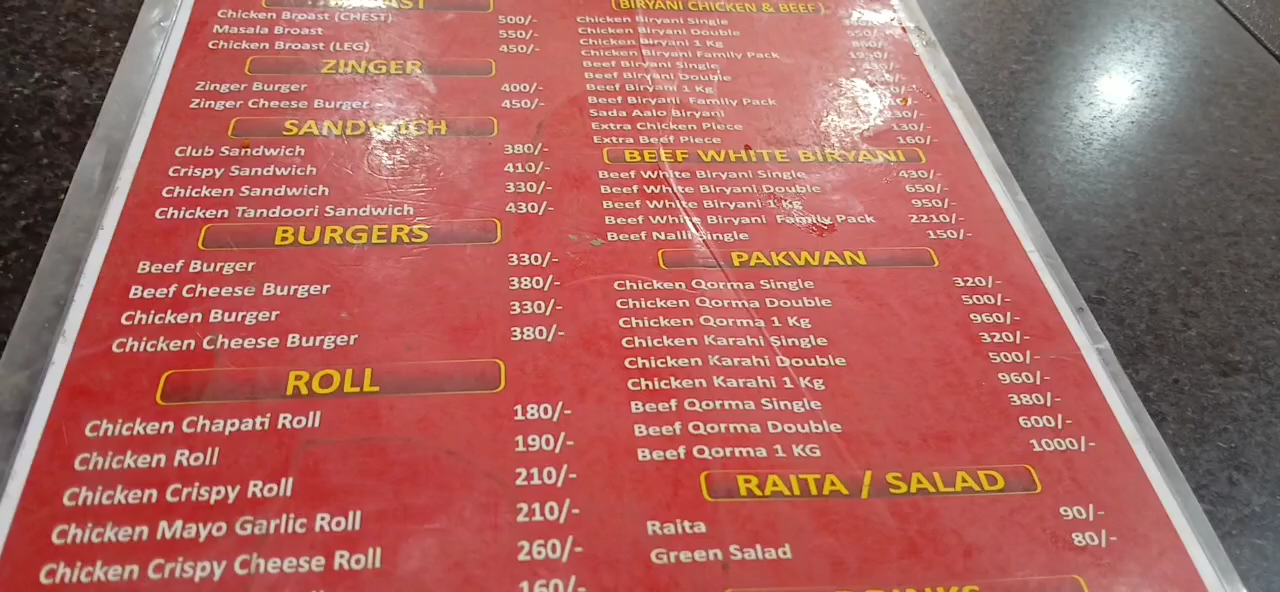 Chicken Broast (CHEST) 500/-
Masala Broast 550/-
Chicken Broast (LEG) 450/-
ZINGER
Zinger Burger 400/-
Zinger Cheese Burger 450/-
SANDWICH
Club Sandwich 380/-
Crispy Sandwich 410/-
Chicken Sandwich 330/-
Chicken Tandoori Sandwich 430/-
BURGERS
Beef Burger 330/-
Beef Cheese Burger 380/-
Chicken Burger 330/-
Chicken Cheese Burger 380/-
ROLL
Chicken Chapati Roll 180/-
Chicken Roll 190/-
Chicken Crispy Roll 210/-
Chicken Mayo Garlic Roll 210/-
Chicken Crispy Cheese Roll 260/-
160/-
(BIRYANI CHICKEN & BEEF)
Chicken Biryani Single
Chicken Biryani Double
Chicken Biryani 1 Kg
Chicken Biryani Family Pack
Beef Biryani Single
Beef Biryani Double
Beef Biryani 1 Kg
Beef Biryani Family Pack
Sada Aalo Biryani
Extra Chicken Piece 130/-
Extra Beef Piece 160/-
BEEF WHITE BIRYANI
Beef White Biryani Single 430/-
Beef White Biryani Double 650/-
Beef White Biryani 1 Kg 950/-
Beef White Biryani Family Pack 2210/-
Beef Nalli Single 150/-
PAKWAN
Chicken Qorma Single 320/-
Chicken Qorma Double 500/-
Chicken Qorma 1 Kg 960/-
Chicken Karahi Single 320/-
Chicken Karahi Double 500/-
Chicken Karahi 1 Kg 960/-
Beef Qorma Single 380/-
Beef Qorma Double 600/-
Beef Qorma 1 KG 1000/-
RAITA / SALAD
Raita 90/-
Green Salad 80/-
DRINKS